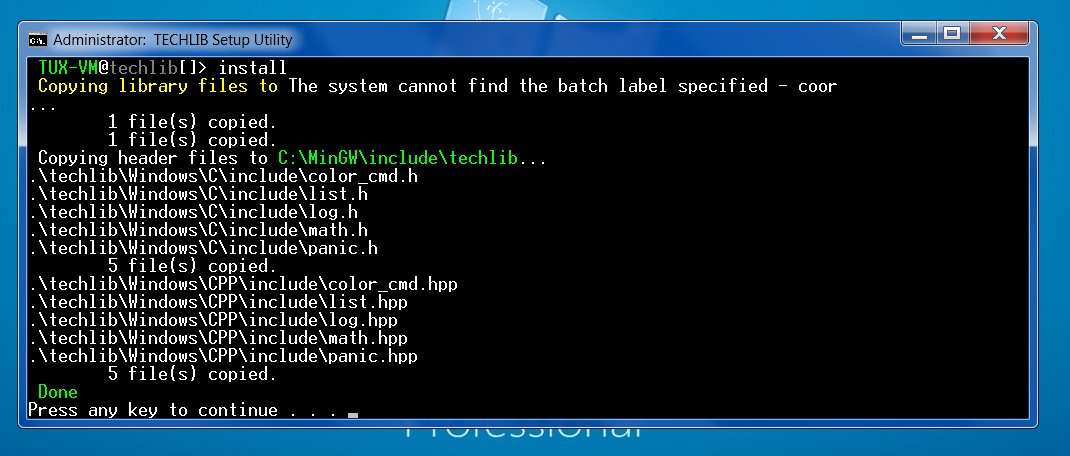 Administrator:  TECHLIB Setup Utility
TUX-VM@techlib[]> install
Copying library files to The system cannot find the batch label specified - coor
...
        1 file(s) copied.
        1 file(s) copied.
Copying header files to C:\MinGW\include\techlib...
.\techlib\Windows\C\include\color_cmd.h
.\techlib\Windows\C\include\list.h
.\techlib\Windows\C\include\log.h
.\techlib\Windows\C\include\math.h
.\techlib\Windows\C\include\panic.h
        5 file(s) copied.
.\techlib\Windows\CPP\include\color_cmd.hpp
.\techlib\Windows\CPP\include\list.hpp
.\techlib\Windows\CPP\include\log.hpp
.\techlib\Windows\CPP\include\math.hpp
.\techlib\Windows\CPP\include\panic.hpp
        5 file(s) copied.
Done
Press any key to continue . . .
Professional